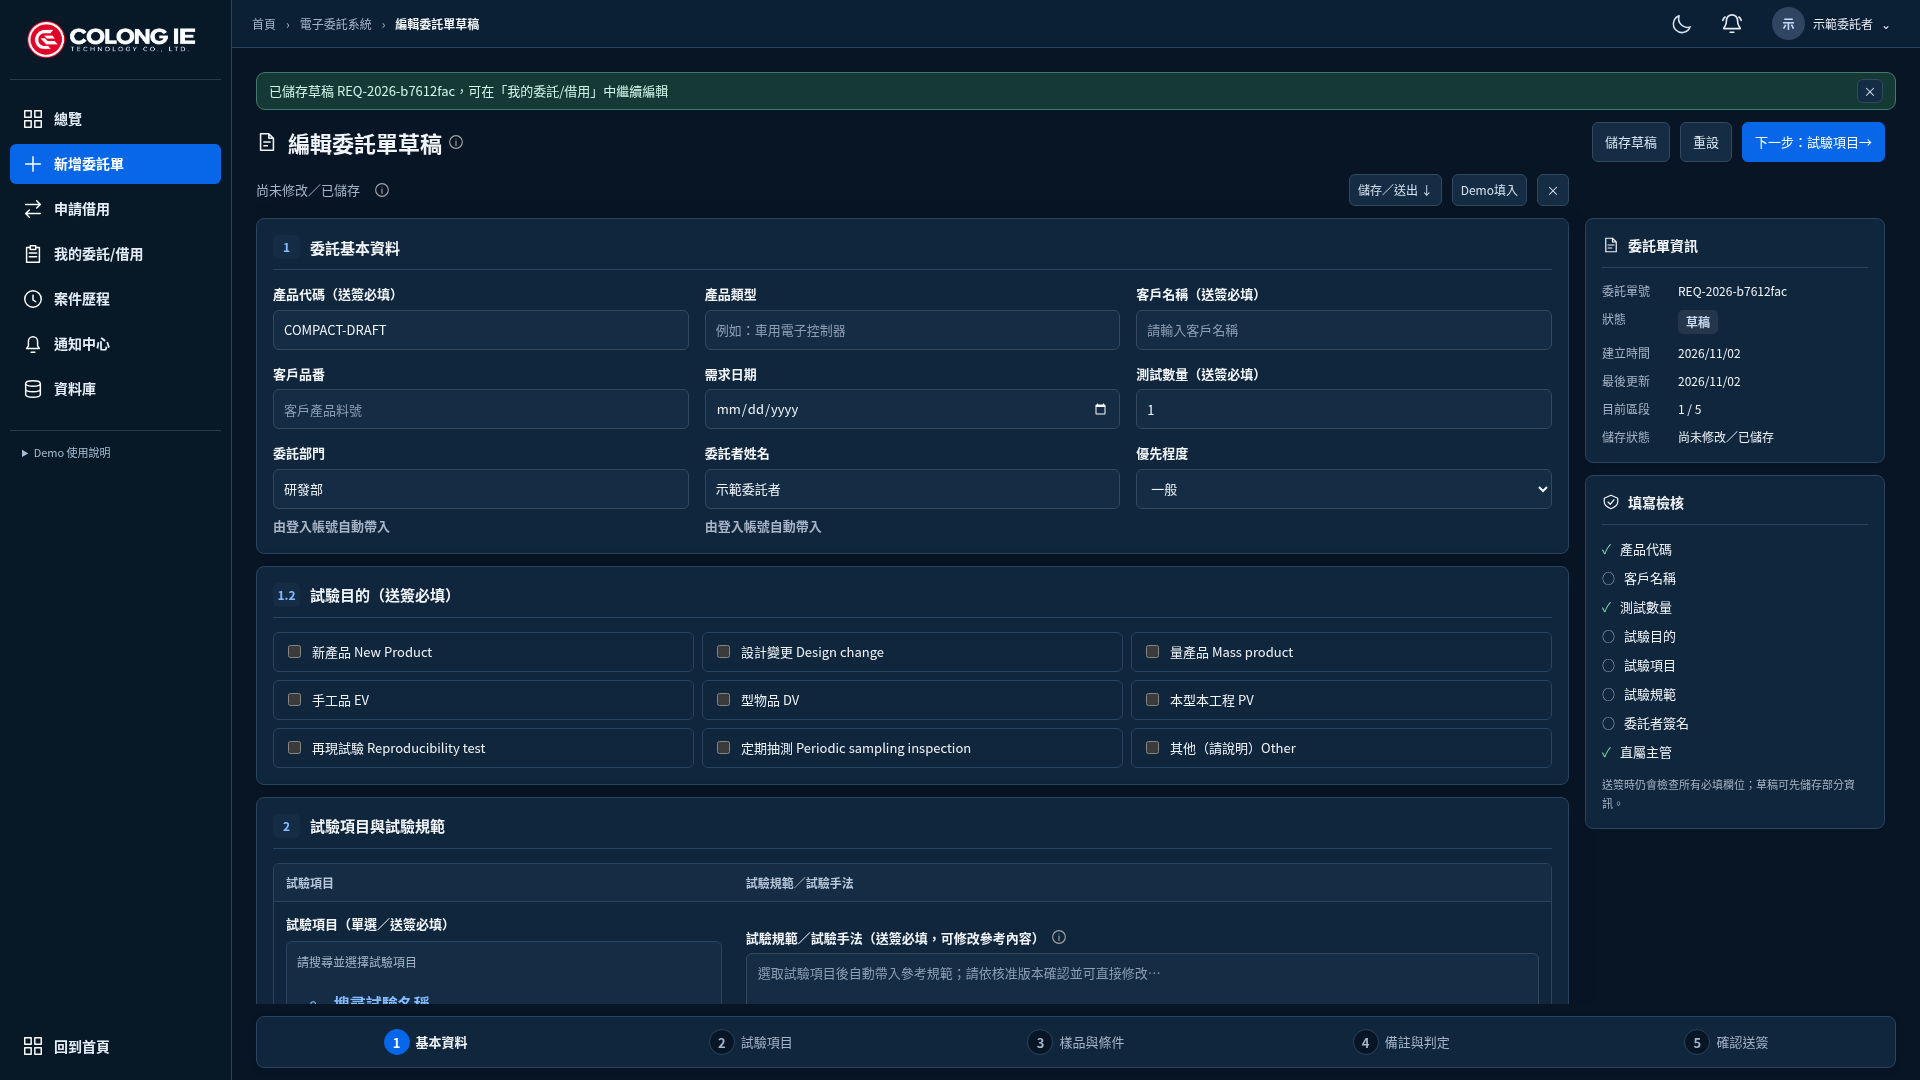 COLONG IE
TECHNOLOGY CO., LTD.
首頁 › 電子委託系統 › 編輯委託單草稿
示 示範委託者
總覽
新增委託單
申請借用
我的委託/借用
案件歷程
通知中心
資料庫
Demo 使用說明
回到首頁
已儲存草稿 REQ-2026-b7612fac，可在「我的委託/借用」中繼續編輯
編輯委託單草稿
儲存草稿 重設 下一步：試驗項目→
尚未修改／已儲存
儲存／送出 ↓ Demo填入 ×
1 委託基本資料
產品代碼（送簽必填） 產品類型 客戶名稱（送簽必填）
COMPACT-DRAFT 例如：車用電子控制器 請輸入客戶名稱
客戶品番 需求日期 測試數量（送簽必填）
客戶產品料號 mm/dd/yyyy 1
委託部門 委託者姓名 優先程度
研發部 示範委託者 一般
由登入帳號自動帶入 由登入帳號自動帶入
1.2 試驗目的（送簽必填）
新產品 New Product 設計變更 Design change 量產品 Mass product
手工品 EV 型物品 DV 本型本工程 PV
再現試驗 Reproducibility test 定期抽測 Periodic sampling inspection 其他（請說明）Other
2 試驗項目與試驗規範
試驗項目 試驗規範／試驗手法
試驗項目（單選／送簽必填）
試驗規範／試驗手法（送簽必填，可修改參考內容）
請搜尋並選擇試驗項目
選取試驗項目後自動帶入參考規範；請依核准版本確認並可直接修改⋯
搜尋試驗名稱
委託單資訊
委託單號 REQ-2026-b7612fac
狀態 草稿
建立時間 2026/11/02
最後更新 2026/11/02
目前區段 1 / 5
儲存狀態 尚未修改／已儲存
填寫檢核
✓ 產品代碼
○ 客戶名稱
✓ 測試數量
○ 試驗目的
○ 試驗項目
○ 試驗規範
○ 委託者簽名
✓ 直屬主管
送簽時仍會檢查所有必填欄位；草稿可先儲存部分資
訊。
1 基本資料 2 試驗項目 3 樣品與條件 4 備註與判定 5 確認送簽